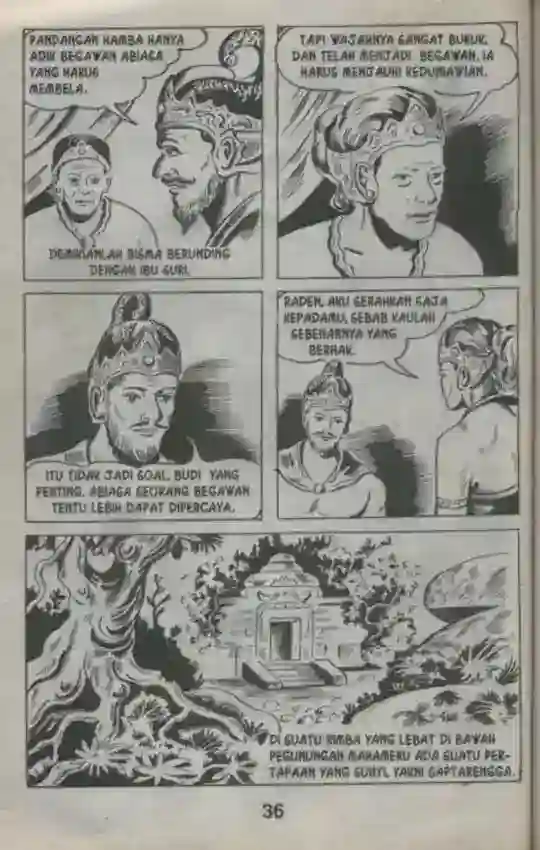 PANDANGAN HAMBA HANYA
ADIK BEGAWAN ABIASA
YANG HARUS
MEMBELA.
DEMIKIANLAH BISMA BERUNDING
DENGAN IBU SURI.
TAPI WAJAHNYA SANGAT BURUK,
DAN TELAH MENJADI BEGAWAN, IA
HARUS MENJAUHI KEDUNIAWIAN.
ITU TIDAK JADI SOAL, BUDI YANG
PENTING. ABIASA SEORANG BEGAWAN
TENTU LEBIH DAPAT DIPERCAYA.
RADEN, AKU SERAHKAN SAJA
KEPADAMU, SEBAB KAULAH
SEBENARNYA YANG
BERHAK.
DI SUATU RIMBA YANG LEBAT DI BAWAH
PEGUNUNGAN MAHAMERU ADA SUATU PER-
TAPAAN YANG SUNYI, YAKNI SAPTARENGGA.
36